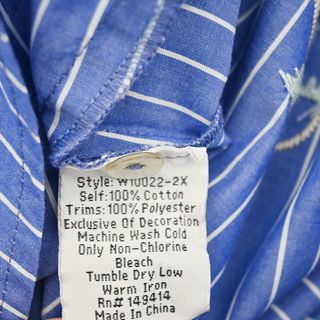 Style: W10022-2X
Self:100% Cotton
Trims:100% Polyester
Exclusive Of Decoration
Machine Wash Cold
Only Non-Chlorine
Bleach
Tumble Dry Low
Warm Iron
Rn# 149414
Made In China